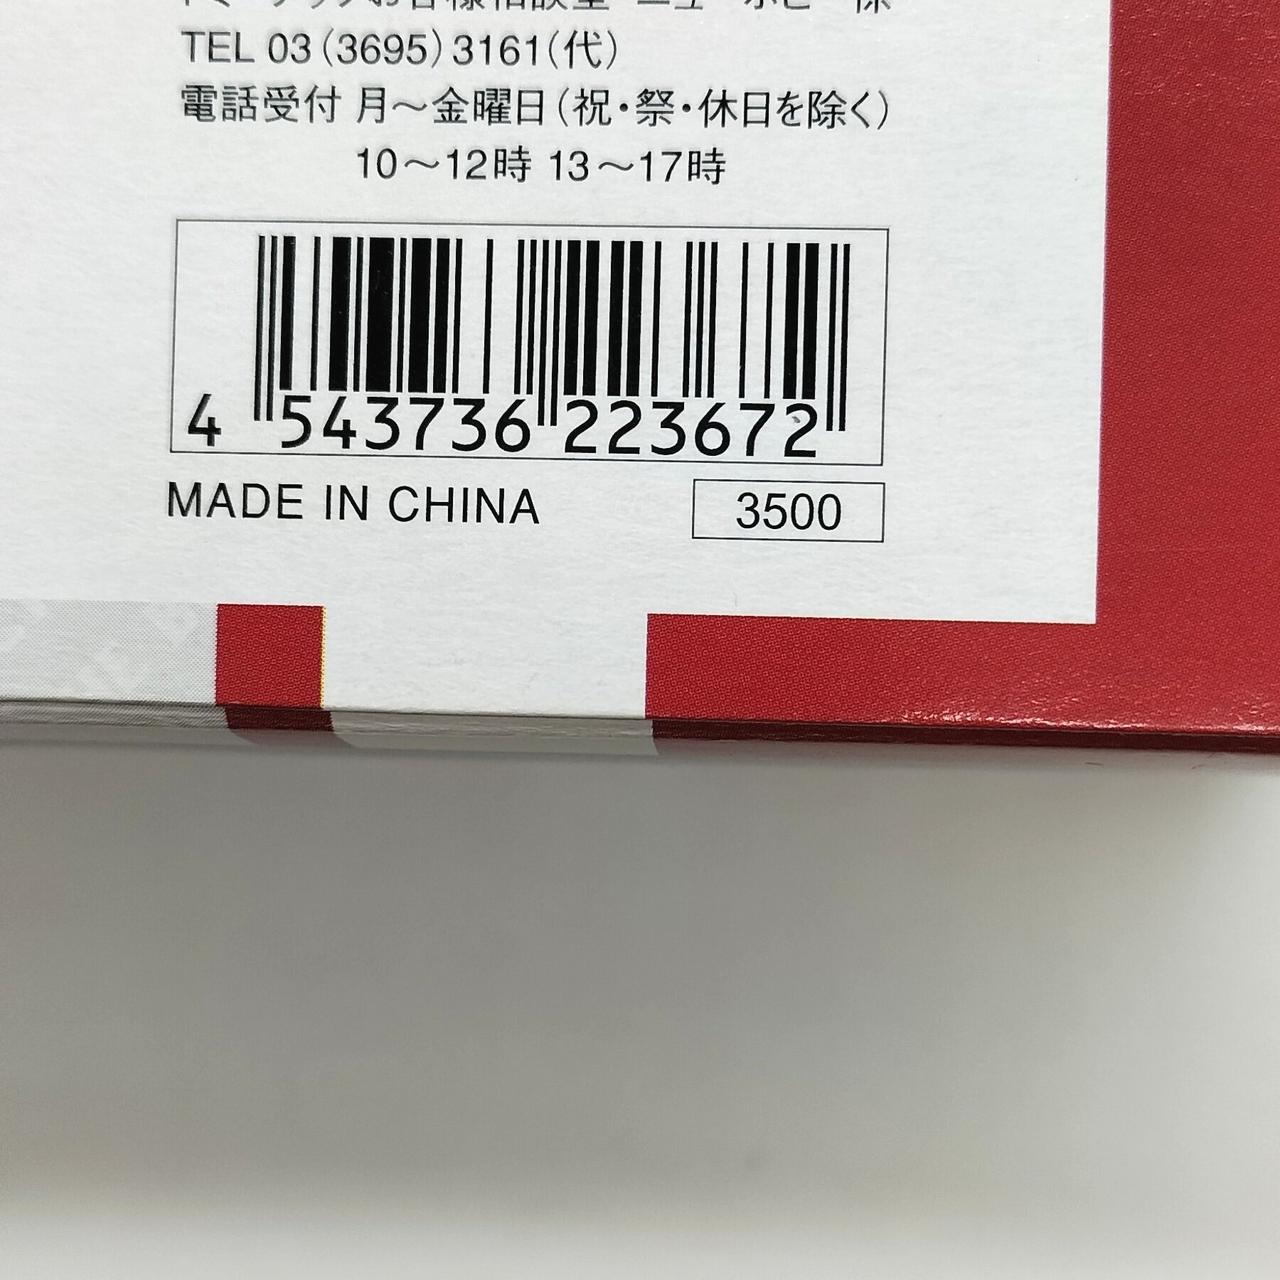 TEL 03(3695)3161(代)
電話受付 月〜金曜日(祝・祭・休日を除く)
10〜12時 13〜17時
4 543736 223672
MADE IN CHINA
3500